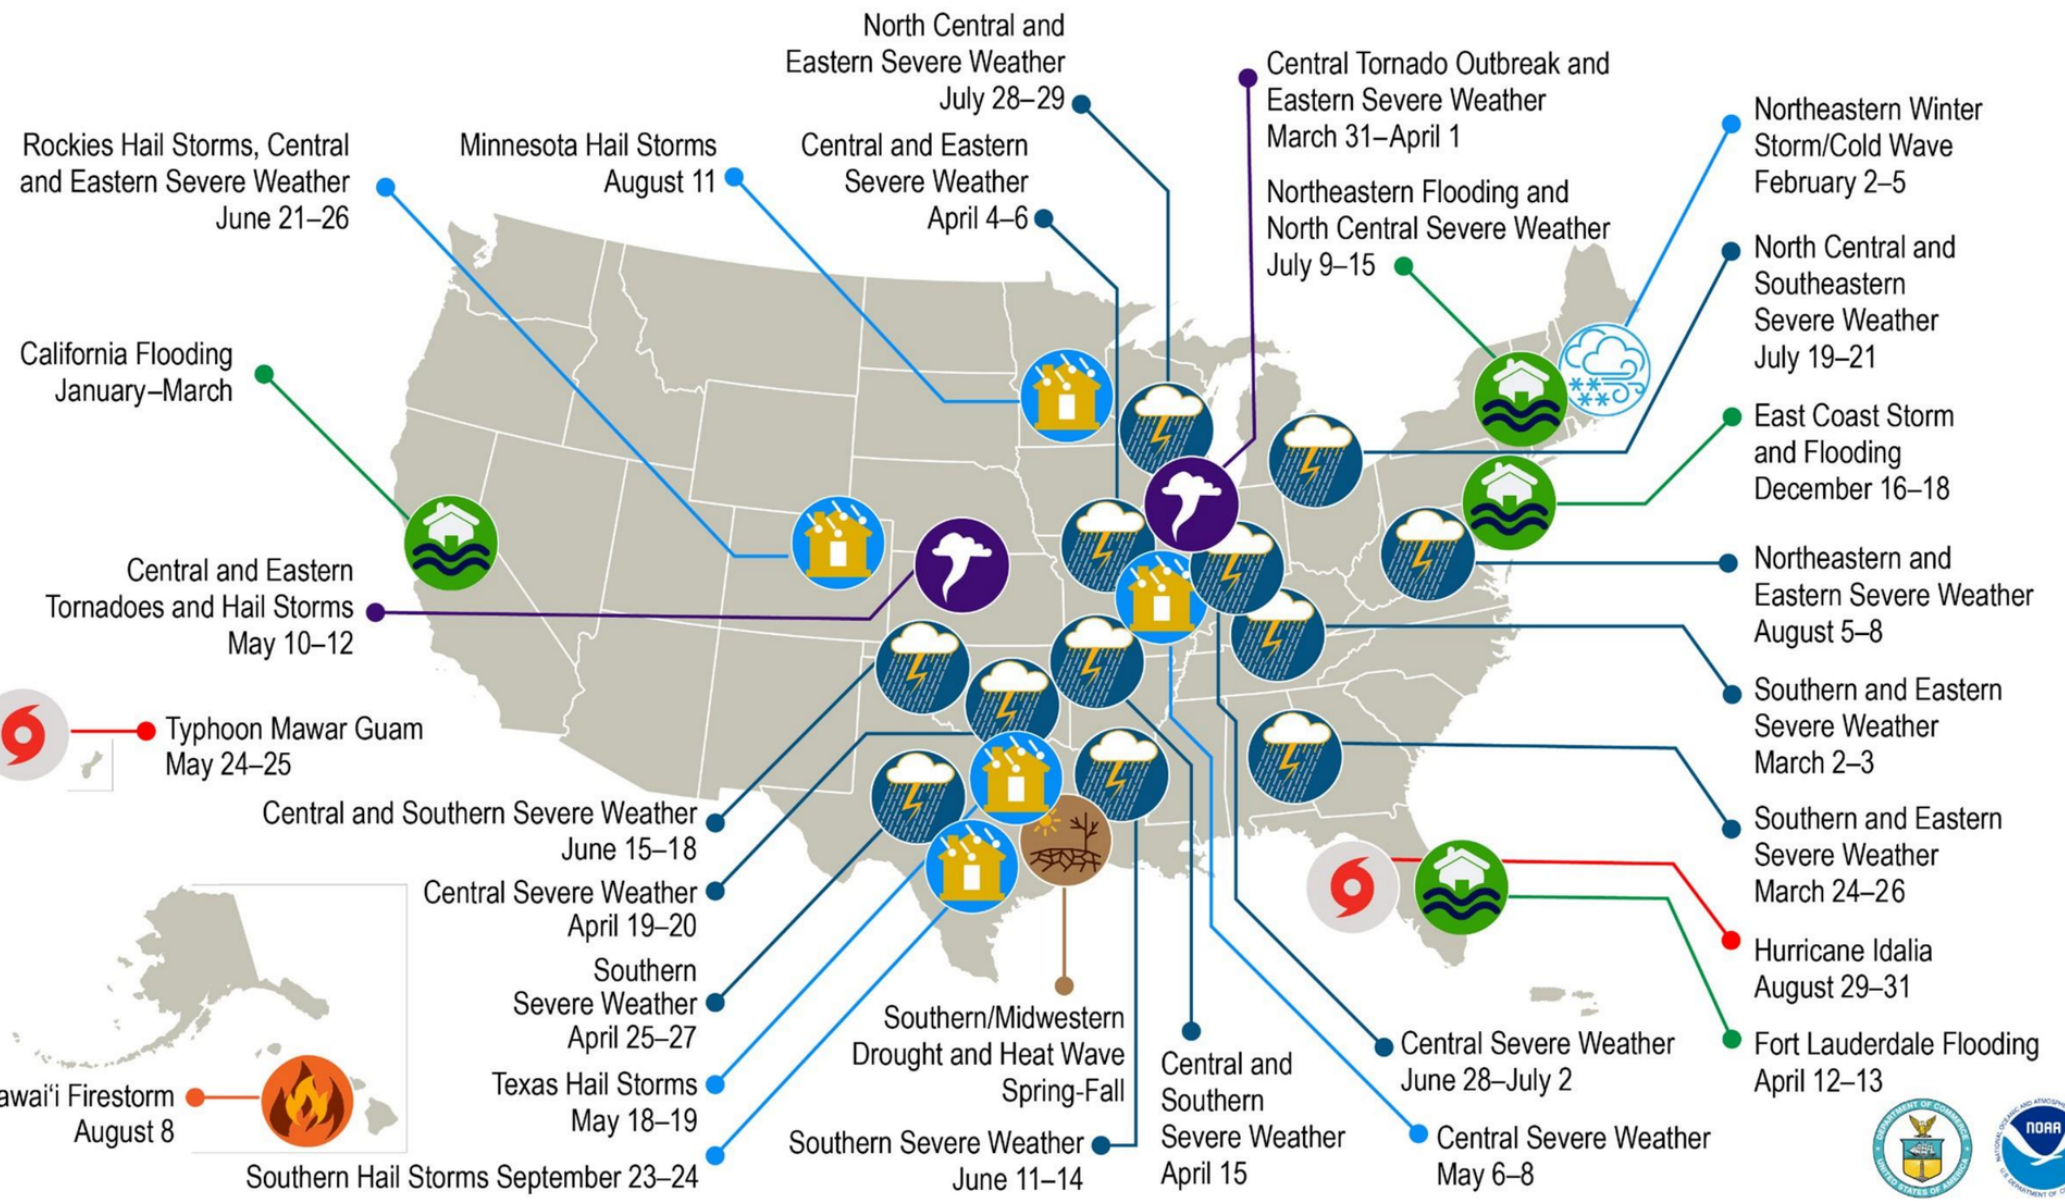 North Central and
Eastern Severe Weather
July 28–29
Central Tornado Outbreak and
Eastern Severe Weather
March 31–April 1
Northeastern Winter
Storm/Cold Wave
February 2–5
Rockies Hail Storms, Central
and Eastern Severe Weather
June 21–26
Minnesota Hail Storms
August 11
Central and Eastern
Severe Weather
April 4–6
Northeastern Flooding and
North Central Severe Weather
July 9–15
North Central and
Southeastern
Severe Weather
July 19–21
California Flooding
January–March
East Coast Storm
and Flooding
December 16–18
Central and Eastern
Tornadoes and Hail Storms
May 10–12
Northeastern and
Eastern Severe Weather
August 5–8
Typhoon Mawar Guam
May 24–25
Southern and Eastern
Severe Weather
March 2–3
Central and Southern Severe Weather
June 15–18
Southern and Eastern
Severe Weather
March 24–26
Central Severe Weather
April 19–20
Hurricane Idalia
August 29–31
Southern
Severe Weather
April 25–27
Southern/Midwestern
Drought and Heat Wave
Spring-Fall
Central and
Southern
Severe Weather
April 15
Central Severe Weather
June 28–July 2
Fort Lauderdale Flooding
April 12–13
awaiʻi Firestorm
August 8
Texas Hail Storms
May 18–19
Southern Hail Storms September 23–24
Southern Severe Weather
June 11–14
Central Severe Weather
May 6–8
DEPARTMENT OF COMMERCE
UNITED STATES OF AMERICA
NOAA